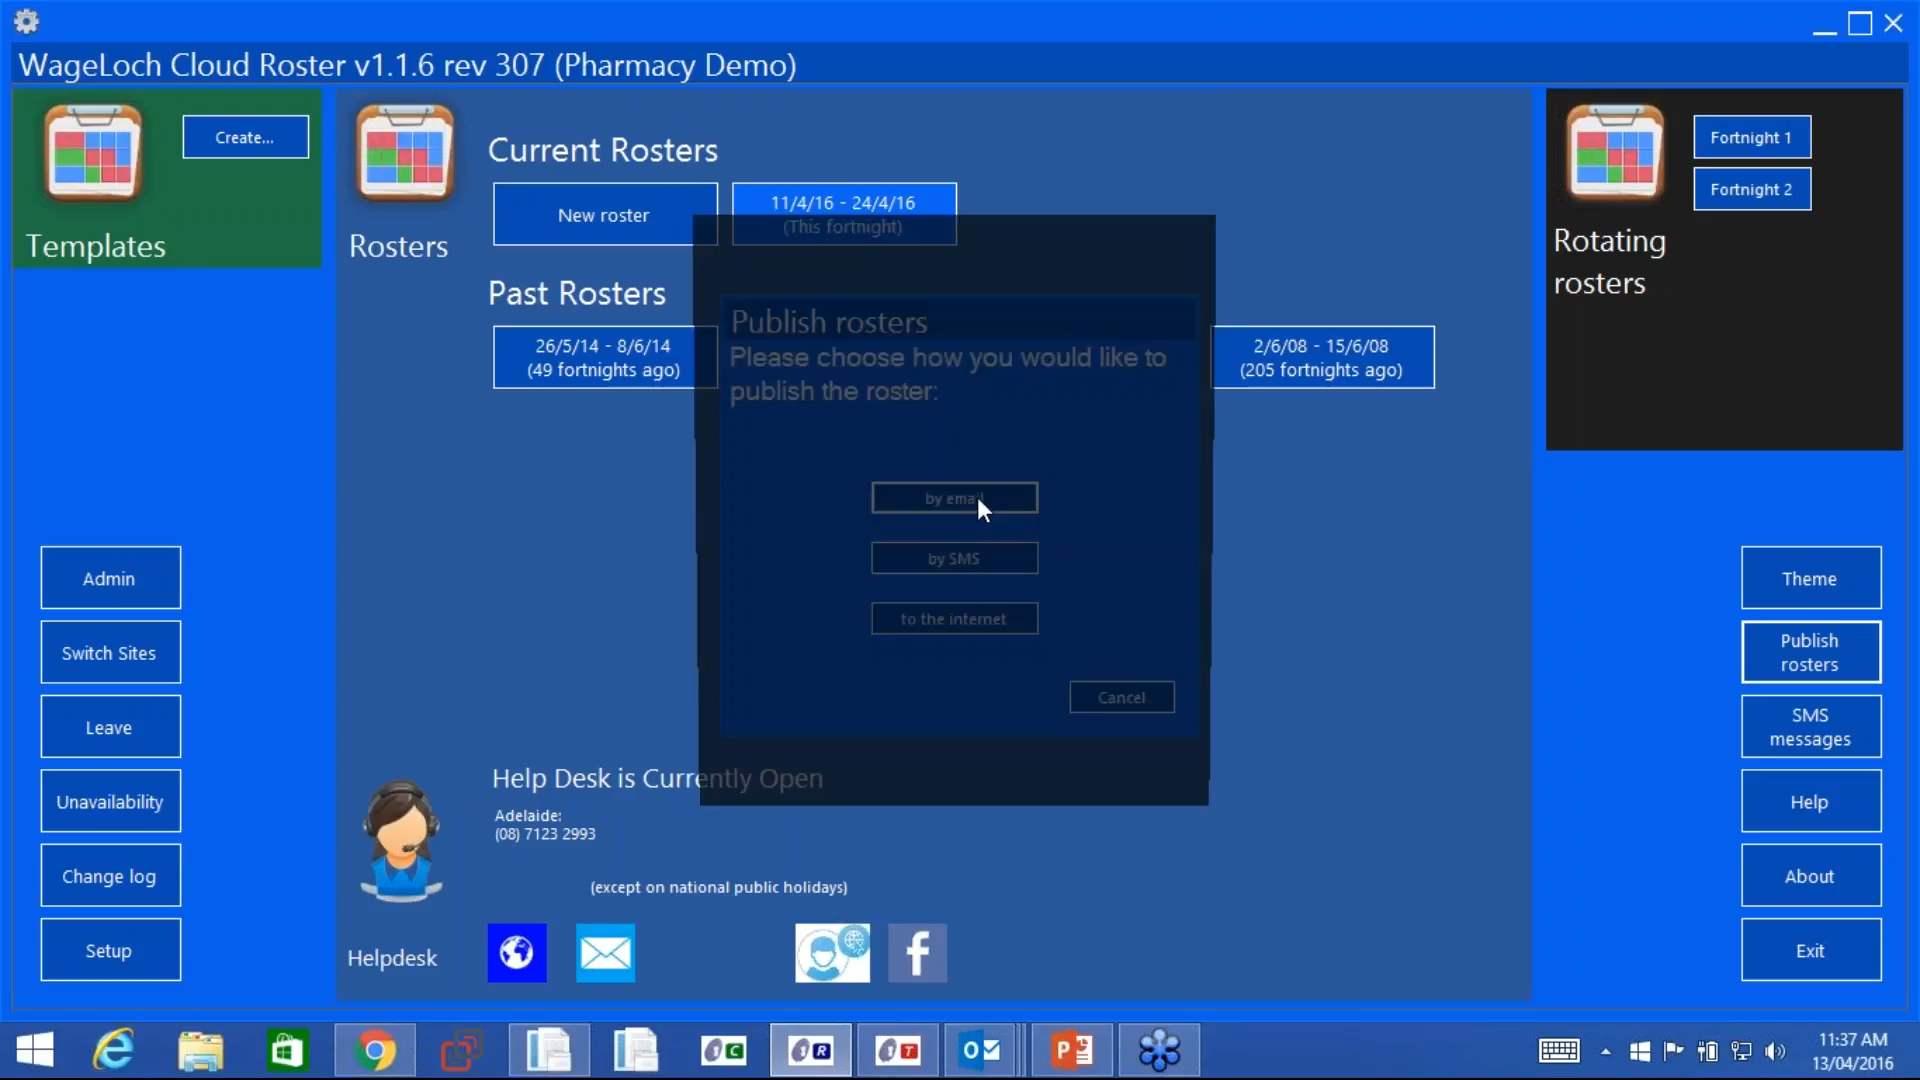 WageLoch Cloud Roster v1.1.6 rev 307 (Pharmacy Demo)
Create...
Templates
Rosters
Current Rosters
New roster
11/4/16 - 24/4/16
(This fortnight)
Past Rosters
26/5/14 - 8/6/14
(49 fortnights ago)
2/6/08 - 15/6/08
(205 fortnights ago)
Publish rosters
Please choose how you would like to
publish the roster:
by email
by SMS
to the internet
Cancel
Fortnight 1
Fortnight 2
Rotating
rosters
Admin
Switch Sites
Leave
Unavailability
Change log
Setup
Theme
Publish
rosters
SMS
messages
Help
About
Exit
Help Desk is Currently Open
Adelaide:
(08) 7123 2993
(except on national public holidays)
Helpdesk
f
C
R
T
O
P
11:37 AM
13/04/2016